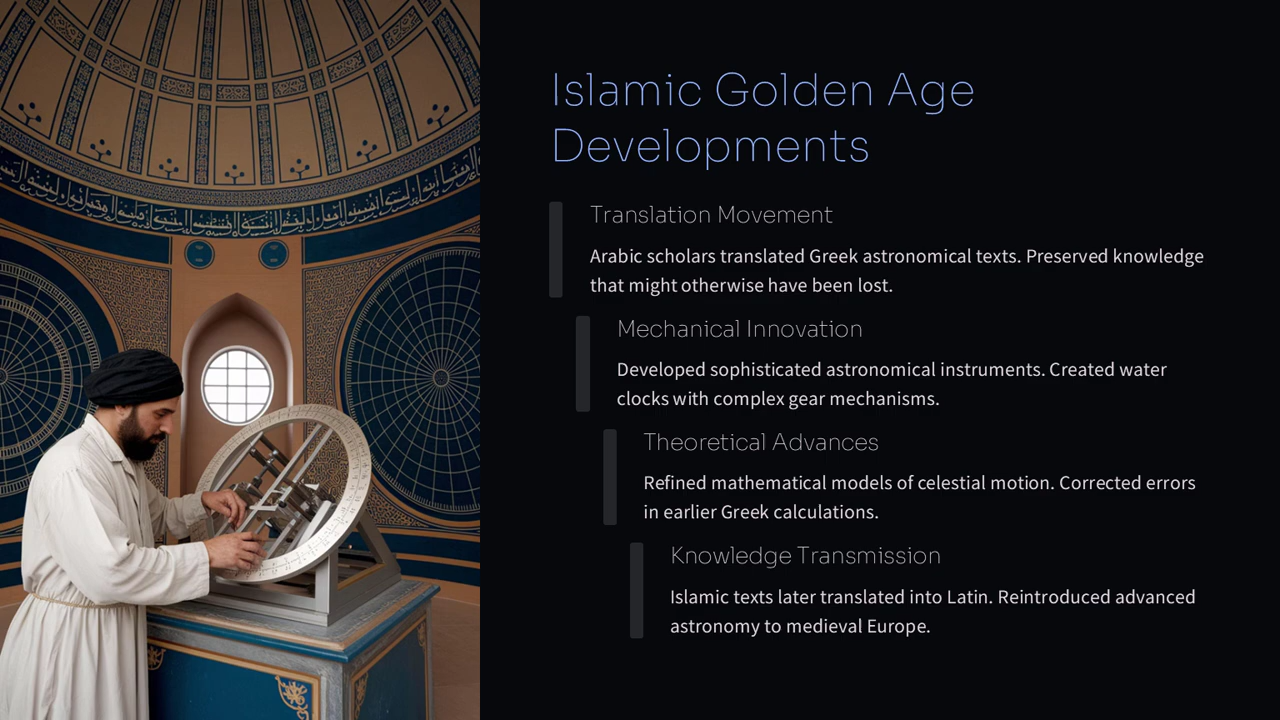 Islamic Golden Age
Developments
Translation Movement
Arabic scholars translated Greek astronomical texts. Preserved knowledge
that might otherwise have been lost.
Mechanical Innovation
Developed sophisticated astronomical instruments. Created water
clocks with complex gear mechanisms.
Theoretical Advances
Refined mathematical models of celestial motion. Corrected errors
in earlier Greek calculations.
Knowledge Transmission
Islamic texts later translated into Latin. Reintroduced advanced
astronomy to medieval Europe.